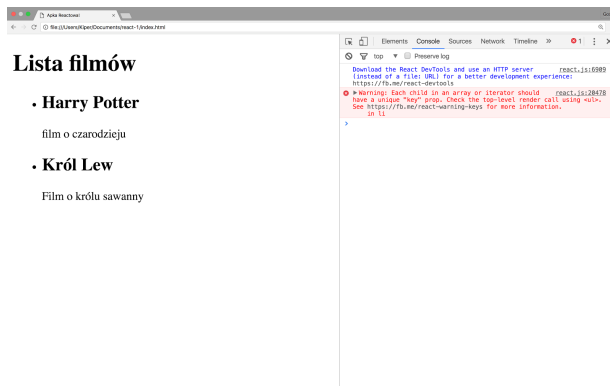 Apka Reactowa!
file:///Users/Kiper/Documents/react-1/index.html
Elements Console Sources Network Timeline » 1
top ▼ Preserve log
Lista filmów
• Harry Potter
film o czarodzieju
• Król Lew
Film o królu sawanny
Download the React DevTools and use an HTTP server react.js:6909
(instead of a file: URL) for a better development experience:
https://fb.me/react-devtools
▶Warning: Each child in an array or iterator should react.js:20478
have a unique "key" prop. Check the top-level render call using <ul>.
See https://fb.me/react-warning-keys for more information.
in li